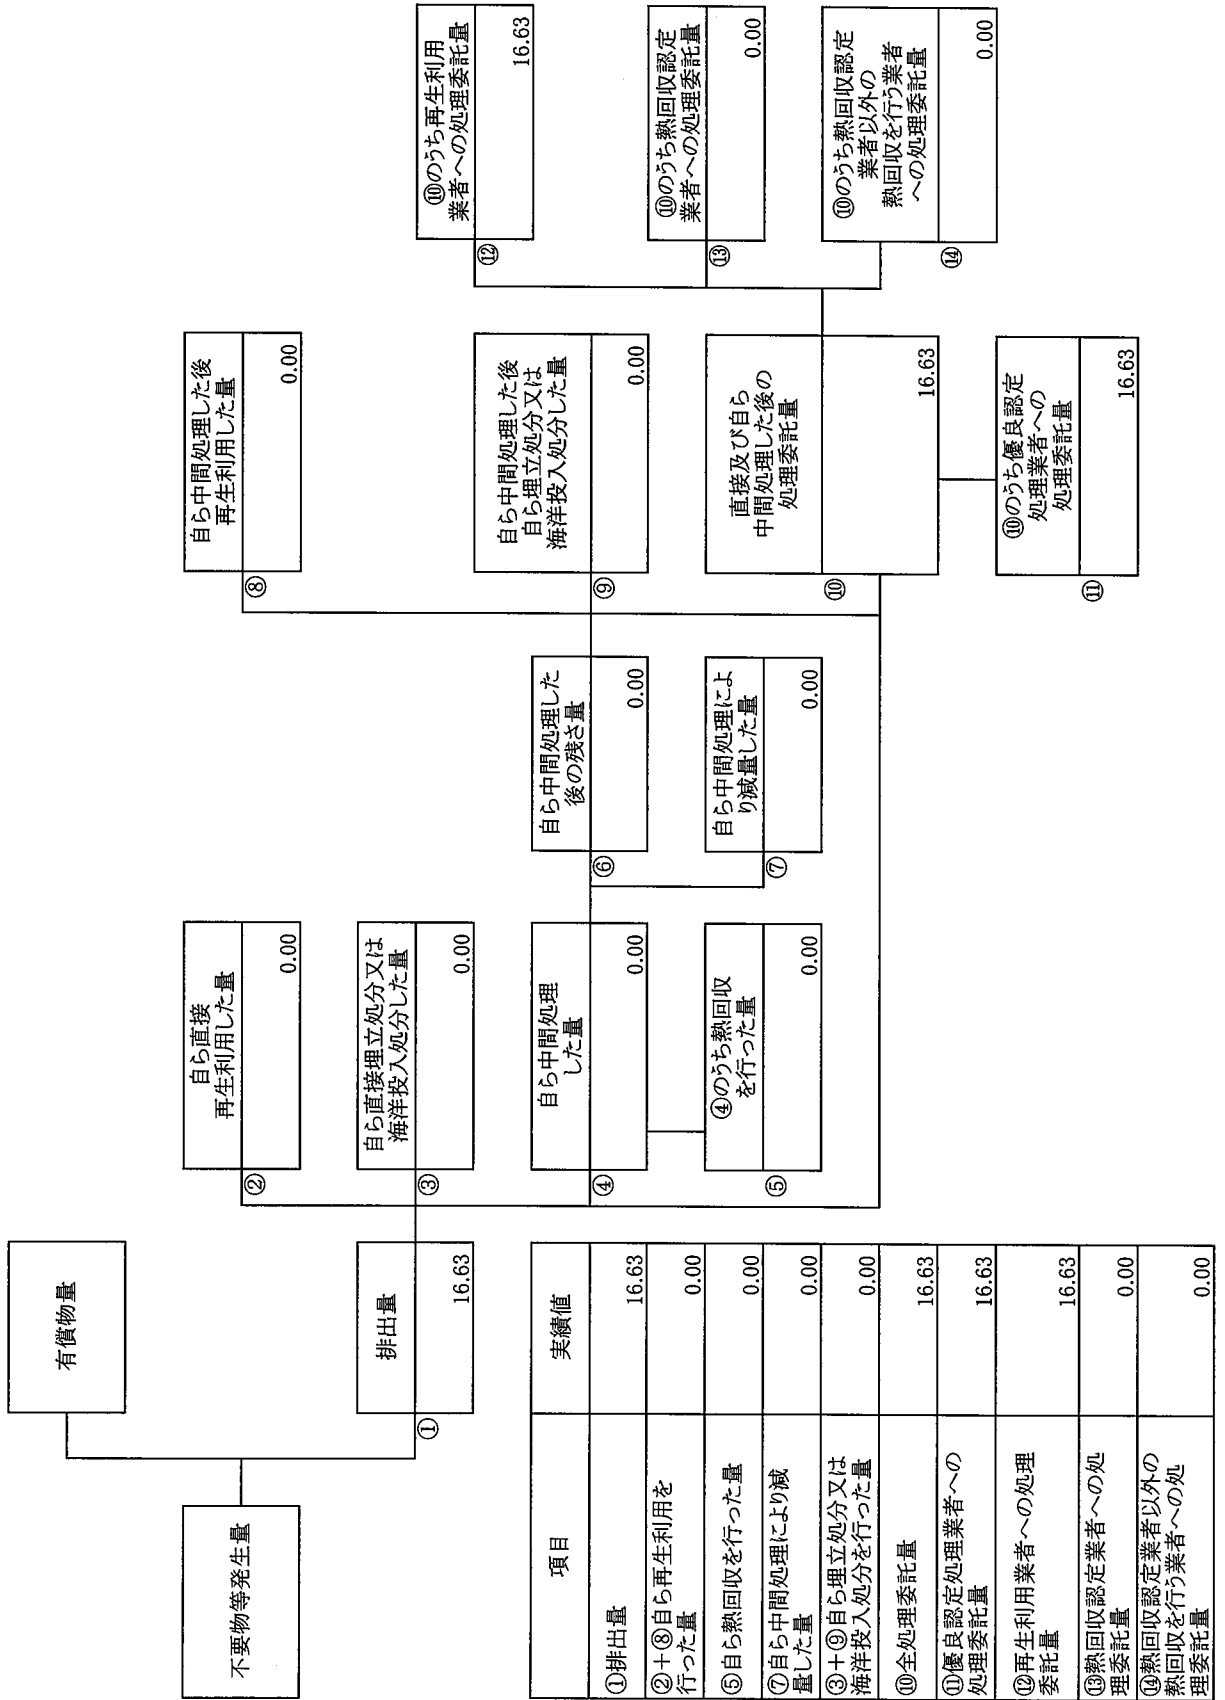 不要物等発生量
有償物量
排出量
①
16.63
自ら直接
再生利用した量
②
0.00
自ら直接埋立処分又は
海洋投入処分した量
③
0.00
自ら中間処理
した量
④
0.00
④のうち熱回収
を行った量
⑤
0.00
自ら中間処理した
後の残さ量
⑥
0.00
自ら中間処理によ
り減量した量
⑦
0.00
自ら中間処理した後
再生利用した量
⑧
0.00
自ら中間処理した後
自ら埋立処分又は
海洋投入処分した量
⑨
0.00
直接及び自ら
中間処理した後の
処理委託量
⑩
16.63
⑩のうち優良認定
処理業者への
処理委託量
⑪
16.63
⑩のうち再生利用
業者への処理委託量
⑫
16.63
⑩のうち熱回収認定
業者への処理委託量
⑬
0.00
⑩のうち熱回収認定
業者以外の
熱回収を行う業者
への処理委託量
⑭
0.00
項目 実績値
①排出量 16.63
②+⑧自ら再生利用を
行った量 0.00
⑤自ら熱回収を行った量 0.00
⑦自ら中間処理により減
量した量 0.00
③+⑨自ら埋立処分又は
海洋投入処分を行った量 0.00
⑩全処理委託量 16.63
⑪優良認定処理業者への
処理委託量 16.63
⑫再生利用業者への処理
委託量 16.63
⑬熱回収認定業者への処
理委託量 0.00
⑭熱回収認定業者以外の
熱回収を行う業者への処
理委託量 0.00